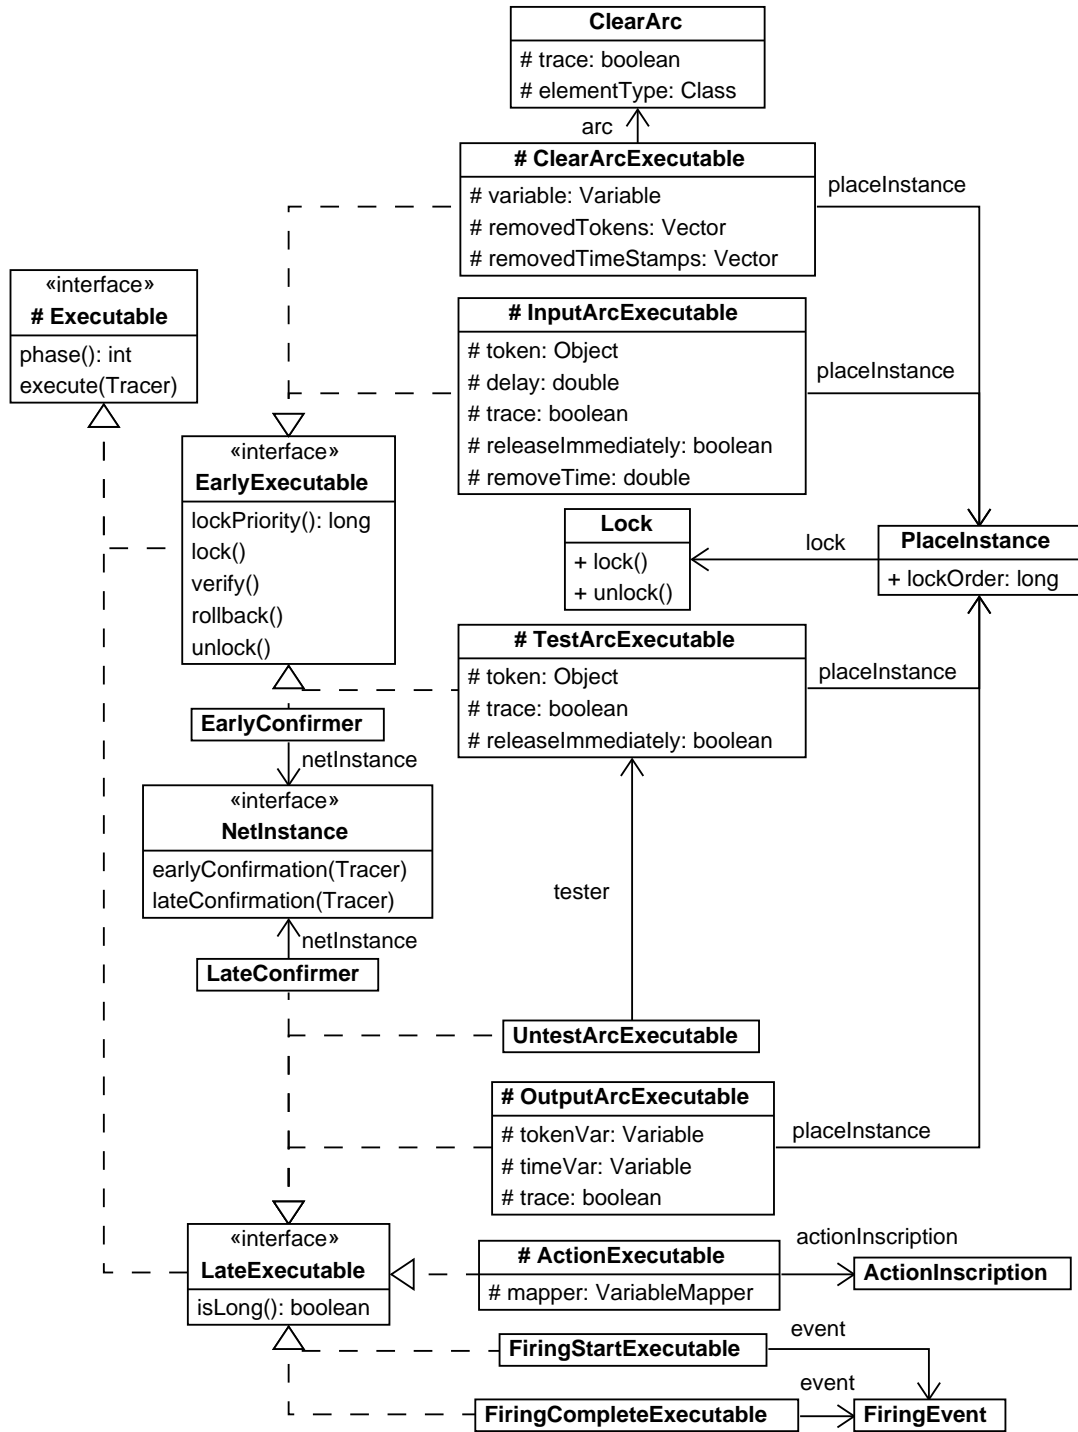 ClearArc
# trace: boolean
# elementType: Class
arc
# ClearArcExecutable
# variable: Variable
# removedTokens: Vector
# removedTimeStamps: Vector
placeInstance
«interface»
# Executable
phase(): int
execute(Tracer)
# InputArcExecutable
# token: Object
# delay: double
# trace: boolean
# releaseImmediately: boolean
# removeTime: double
placeInstance
«interface»
EarlyExecutable
lockPriority(): long
lock()
verify()
rollback()
unlock()
Lock
+ lock()
+ unlock()
lock
PlaceInstance
+ lockOrder: long
# TestArcExecutable
# token: Object
# trace: boolean
# releaseImmediately: boolean
placeInstance
EarlyConfirmer
netInstance
«interface»
NetInstance
earlyConfirmation(Tracer)
lateConfirmation(Tracer)
tester
netInstance
LateConfirmer
UntestArcExecutable
# OutputArcExecutable
# tokenVar: Variable
# timeVar: Variable
# trace: boolean
placeInstance
«interface»
LateExecutable
isLong(): boolean
# ActionExecutable
# mapper: VariableMapper
actionInscription
ActionInscription
FiringStartExecutable
event
FiringCompleteExecutable
event
FiringEvent